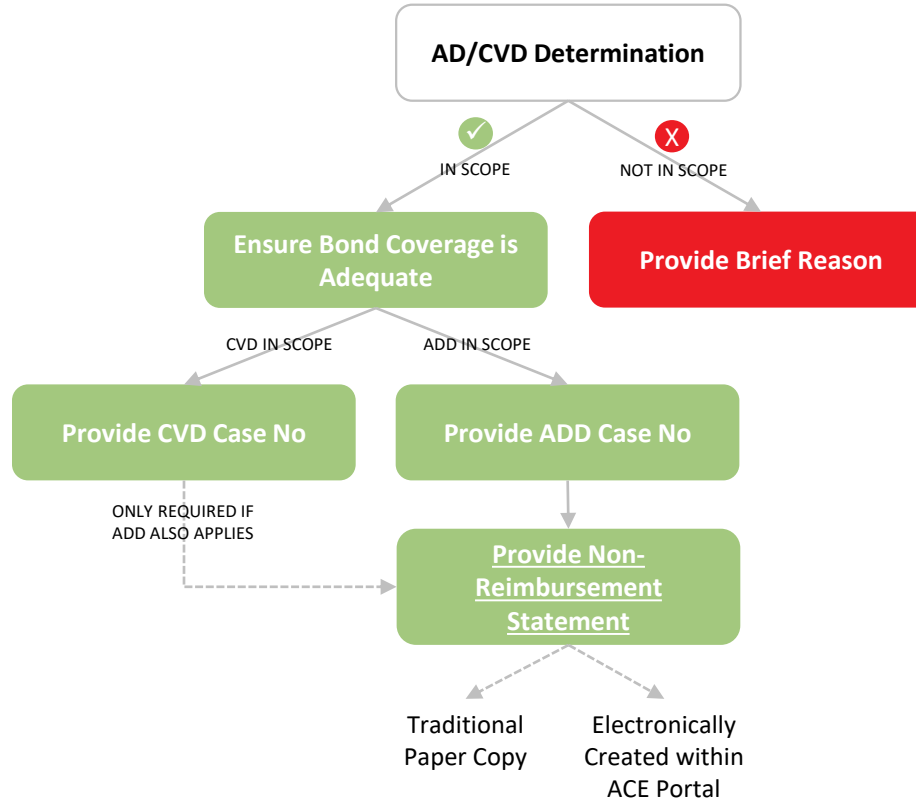 AD/CVD Determination
✓
X
IN SCOPE
NOT IN SCOPE
Ensure Bond Coverage is
Adequate
Provide Brief Reason
CVD IN SCOPE
ADD IN SCOPE
Provide CVD Case No
Provide ADD Case No
ONLY REQUIRED IF
ADD ALSO APPLIES
Provide Non-
Reimbursement
Statement
Traditional
Paper Copy
Electronically
Created within
ACE Portal